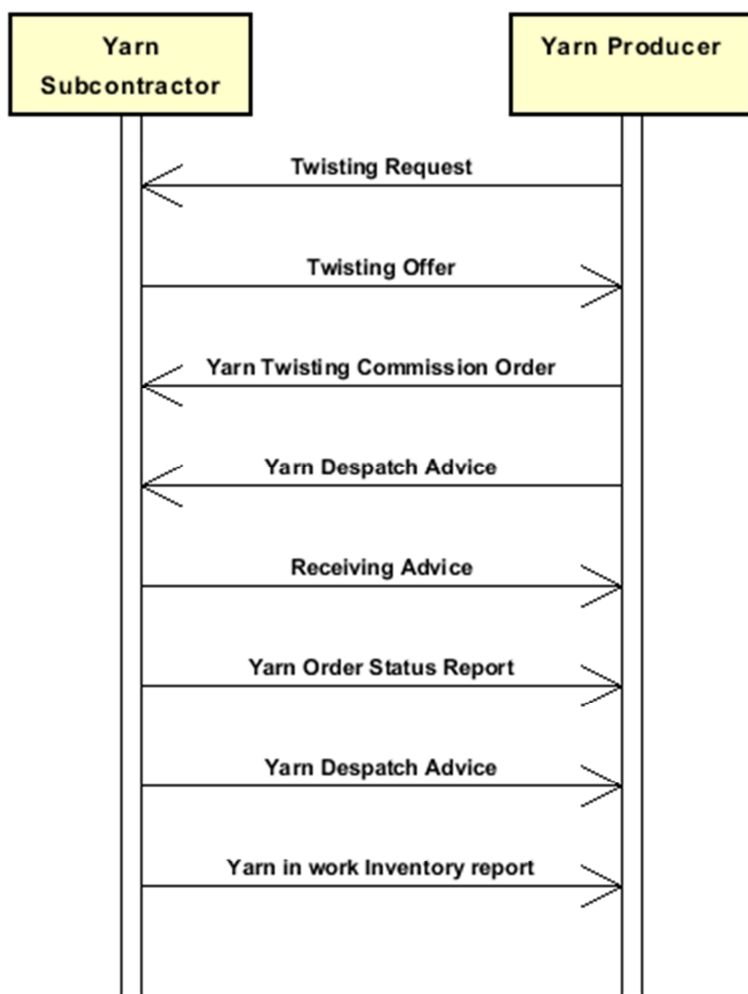 Yarn
Subcontractor
Yarn Producer
Twisting Request
Twisting Offer
Yarn Twisting Commission Order
Yarn Despatch Advice
Receiving Advice
Yarn Order Status Report
Yarn Despatch Advice
Yarn in work Inventory report